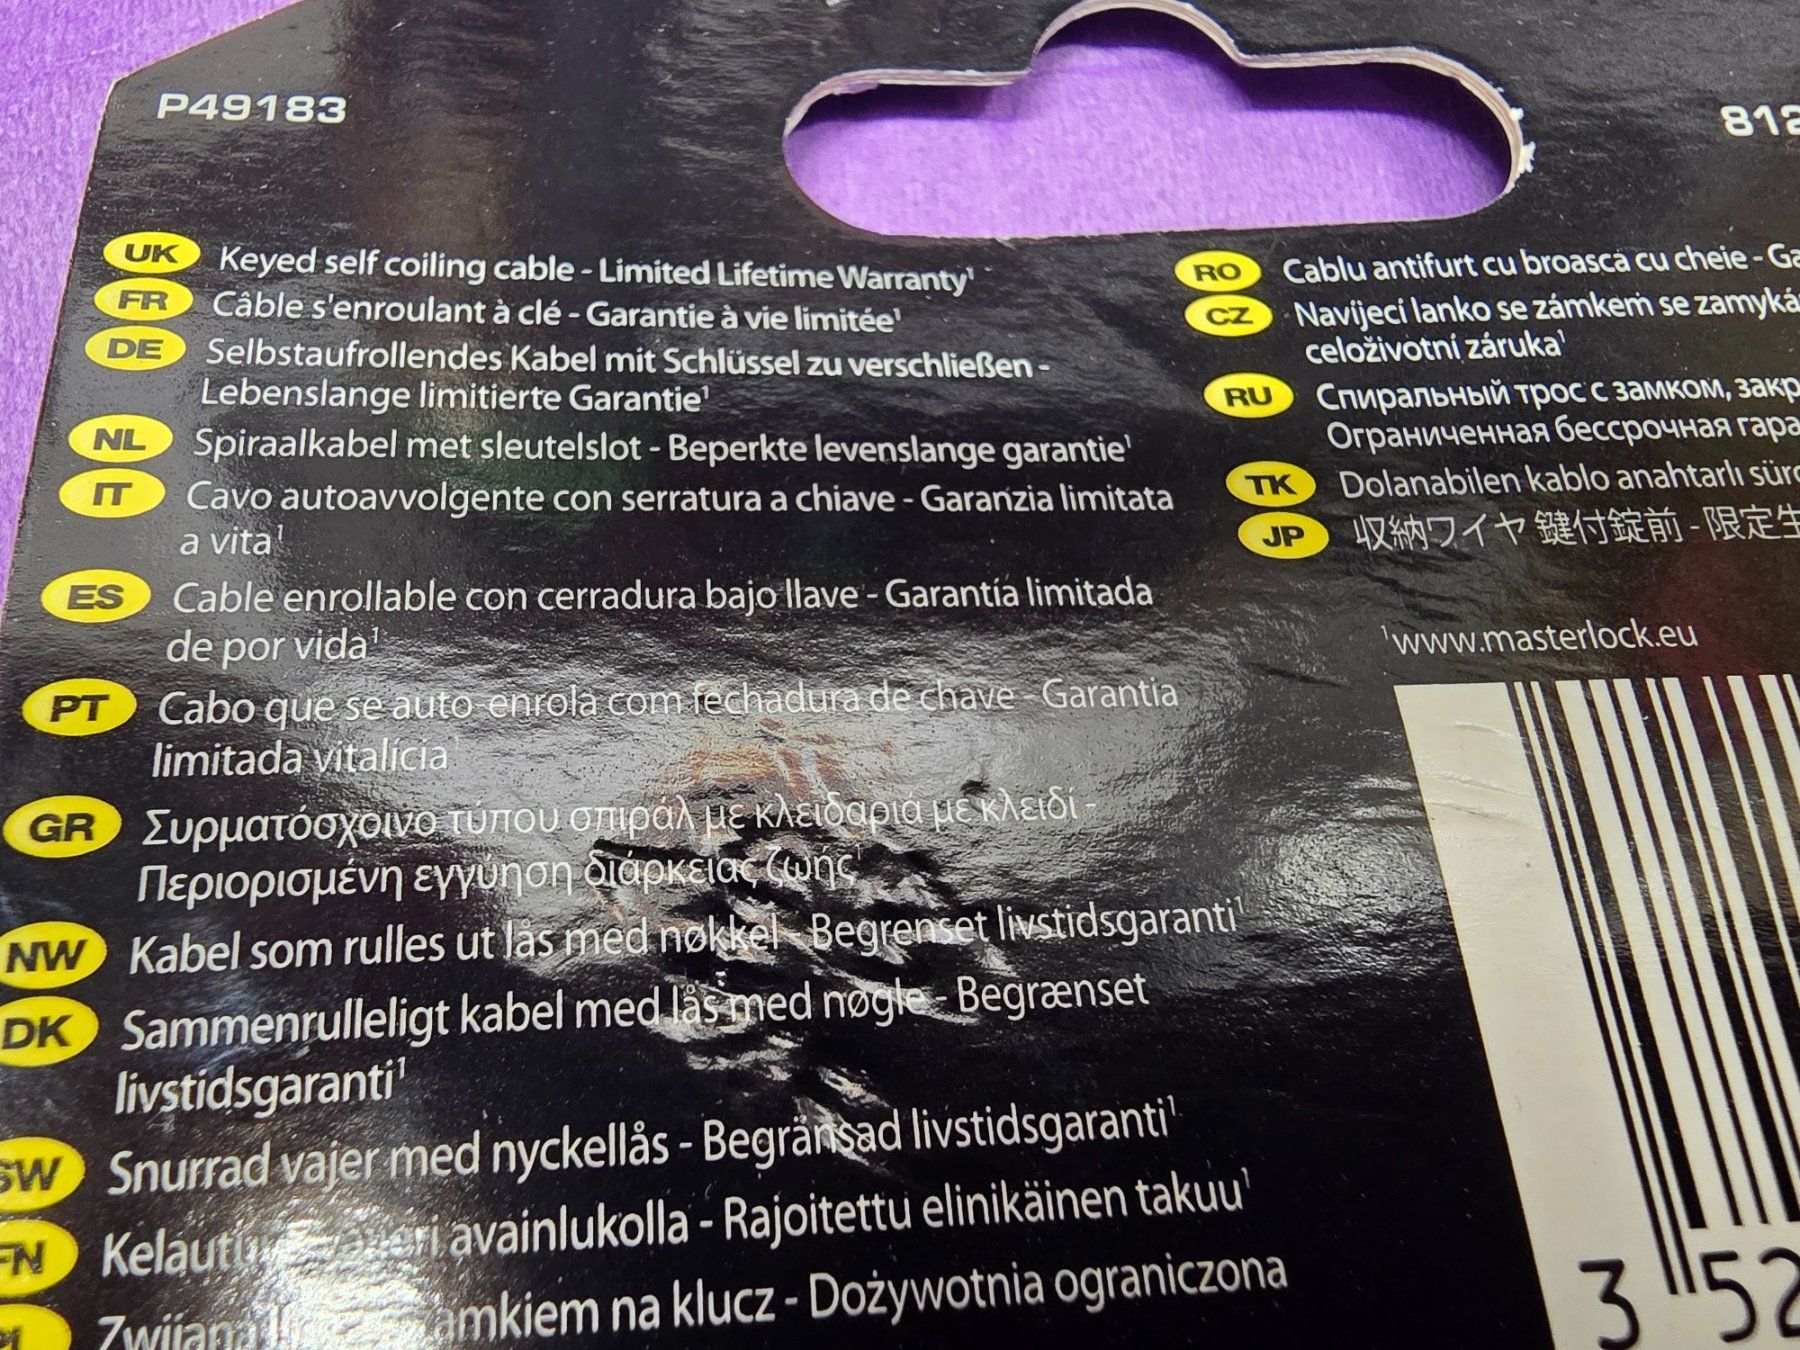 P49183
812
UK Keyed self coiling cable - Limited Lifetime Warranty¹
FR Câble s'enroulant à clé - Garantie à vie limitée¹
DE Selbstaufrollendes Kabel mit Schlüssel zu verschließen -
Lebenslange limitierte Garantie¹
NL Spiraalkabel met sleutelslot - Beperkte levenslange garantie¹
IT Cavo autoavvolgente con serratura a chiave - Garanzia limitata
a vita¹
ES Cable enrollable con cerradura bajo llave - Garantía limitada
de por vida¹
PT Cabo que se auto-enrola com fechadura de chave - Garantia
limitada vitalícia¹
GR Συρματόσχοινο τύπου σπιράλ με κλειδαριά με κλειδί -
Περιορισμένη εγγύηση διάρκειας ζωής¹
NW Kabel som rulles ut lås med nøkkel - Begrenset livstidsgaranti¹
DK Sammenrulleligt kabel med lås med nøgle - Begrænset
livstidsgaranti¹
SW Snurrad vajer med nyckellås - Begränsad livstidsgaranti¹
FN avainlukolla - Rajoitettu elinikäinen takuu¹
na klucz - Dożywotnia ograniczona
RO Cablu antifurt cu broasca cu cheie -
CZ Navíjecí lanko se zámkem se
celoživotní záruka¹
RU Спиральный трос с замком,
Ограниченная бессрочная
TK Dolanabilen kablo anahtarlı
JP 収納ワイヤ 鍵付錠前 - 限定
¹www.masterlock.eu
3 52